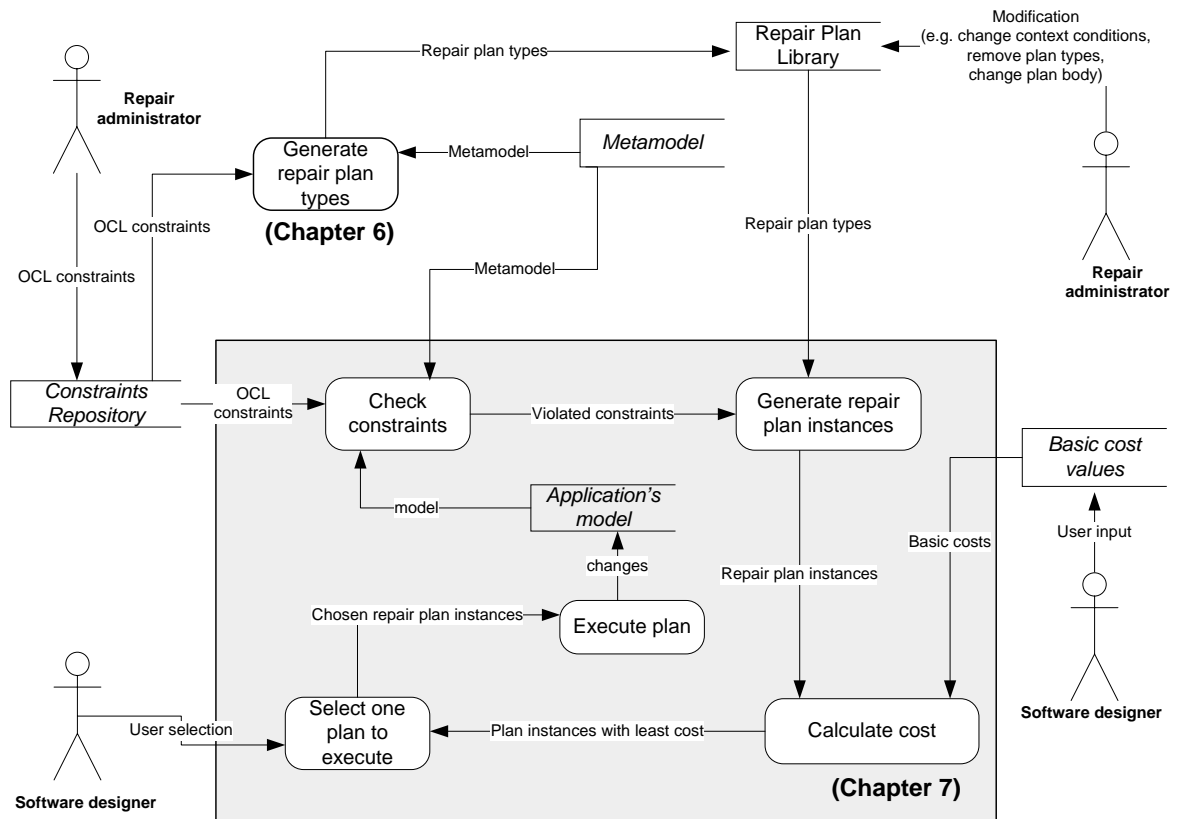 Modification
(e.g. change context conditions,
remove plan types,
change plan body)
Repair plan types
Repair Plan
Library
Repair
administrator
Generate
repair plan
types
Metamodel
Metamodel
(Chapter 6)
OCL constraints
Repair plan types
OCL constraints
Metamodel
Repair
administrator
Constraints
Repository
OCL
constraints
Check
constraints
Violated constraints
Generate repair
plan instances
Basic cost
values
model
Application's
model
Basic costs
User input
changes
Repair plan instances
Chosen repair plan instances
Execute plan
User selection
Select one
plan to
execute
Plan instances with least cost
Calculate cost
Software designer
(Chapter 7)
Software designer